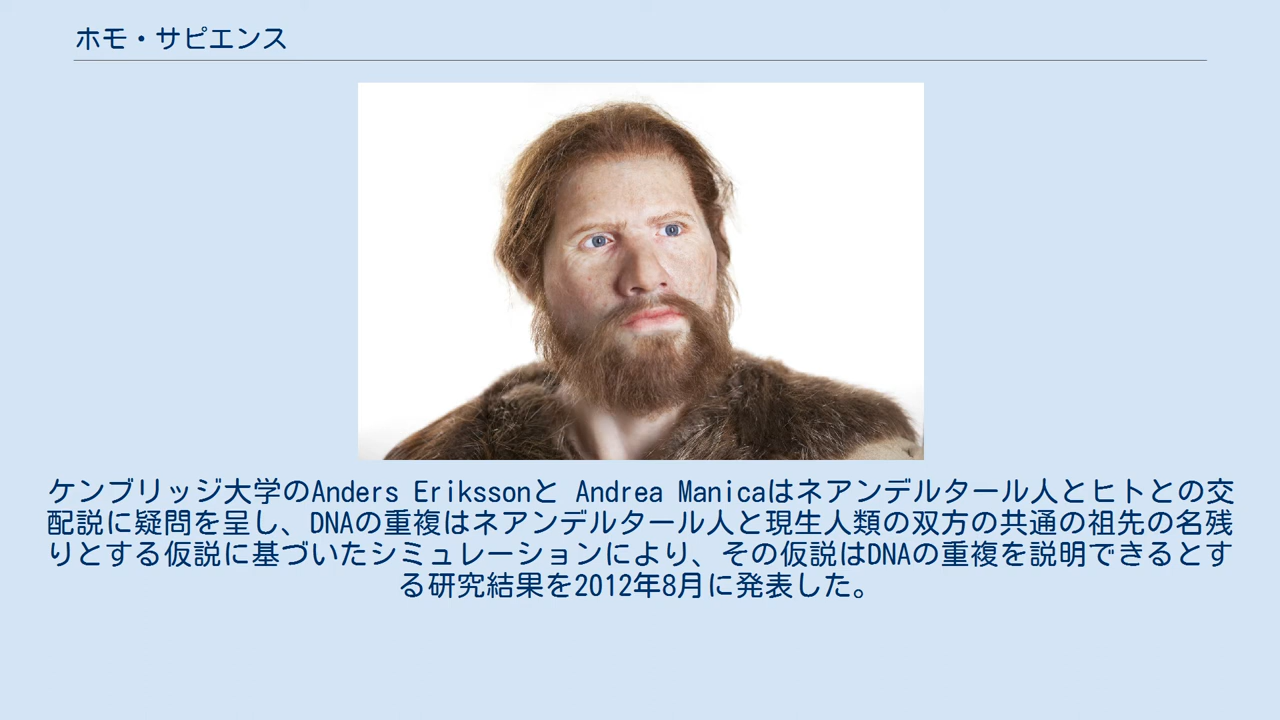 ホモ・サピエンス
ケンブリッジ大学のAnders Erikssonと Andrea Manicaはネアンデルタール人とヒトとの交
配説に疑問を呈し、DNAの重複はネアンデルタール人と現生人類の双方の共通の祖先の名残
りとする仮説に基づいたシミュレーションにより、その仮説はDNAの重複を説明できるとす
る研究結果を2012年8月に発表した。